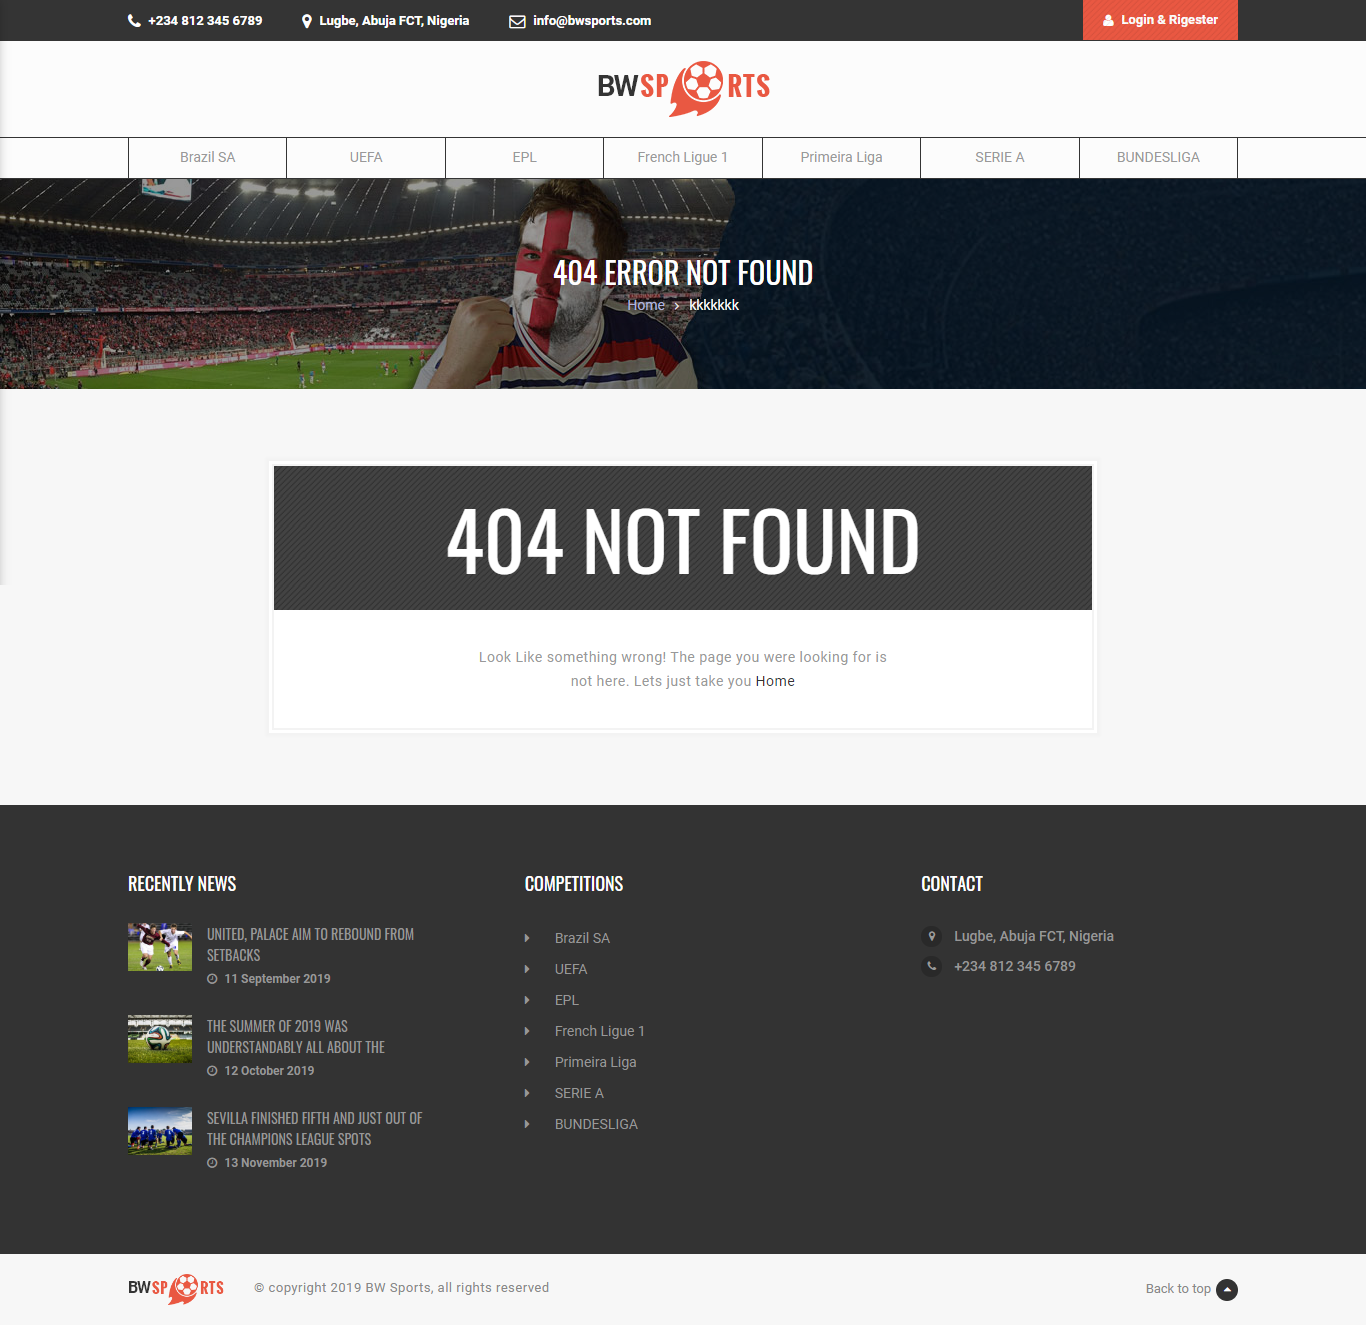 +234 812 345 6789
Lugbe, Abuja FCT, Nigeria
info@bwsports.com
Login & Rigester
BWSPORTS
Brazil SA
UEFA
EPL
French Ligue 1
Primeira Liga
SERIE A
BUNDESLIGA
404 ERROR NOT FOUND
Home > kkkkkkk
404 NOT FOUND
Look Like something wrong! The page you were looking for is
not here. Lets just take you Home
RECENTLY NEWS
UNITED, PALACE AIM TO REBOUND FROM
SETBACKS
11 September 2019
THE SUMMER OF 2019 WAS
UNDERSTANDABLY ALL ABOUT THE
12 October 2019
SEVILLA FINISHED FIFTH AND JUST OUT OF
THE CHAMPIONS LEAGUE SPOTS
13 November 2019
COMPETITIONS
Brazil SA
UEFA
EPL
French Ligue 1
Primeira Liga
SERIE A
BUNDESLIGA
CONTACT
Lugbe, Abuja FCT, Nigeria
+234 812 345 6789
BWSPORTS
© copyright 2019 BW Sports, all rights reserved
Back to top